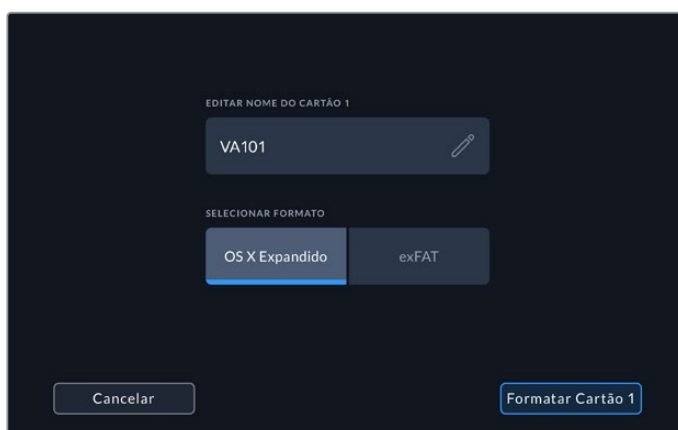 EDITAR NOME DO CARTÃO 1
VA101
SELECIONAR FORMATO
OS X Expandido exFAT
Cancelar Formatar Cartão 1